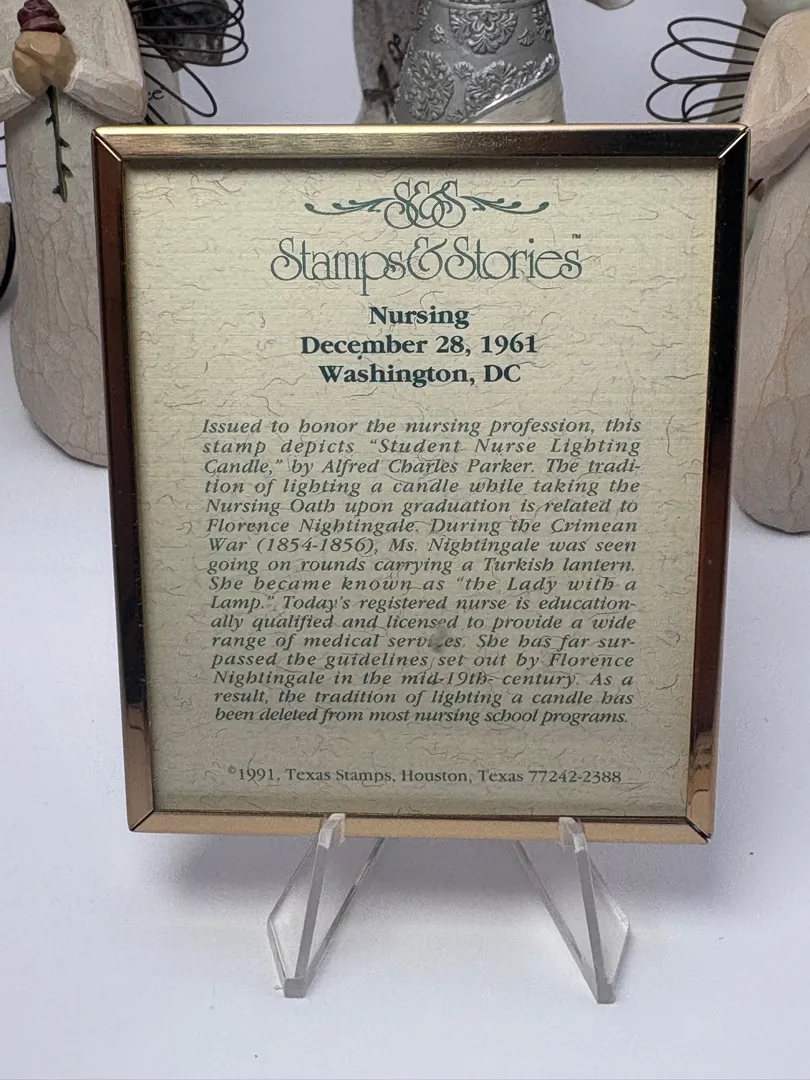 S&S
Stamps&Stories™
Nursing
December 28, 1961
Washington, DC
Issued to honor the nursing profession, this
stamp depicts “Student Nurse Lighting
Candle,” by Alfred Charles Parker. The tradi-
tion of lighting a candle while taking the
Nursing Oath upon graduation is related to
Florence Nightingale. During the Crimean
War (1854-1856), Ms. Nightingale was seen
going on rounds carrying a Turkish lantern.
She became known as “the Lady with a
Lamp.” Today's registered nurse is education-
ally qualified and licensed to provide a wide
range of medical services. She has far sur-
passed the guidelines set out by Florence
Nightingale in the mid-19th- century. As a
result, the tradition of lighting a candle has
been deleted from most nursing school programs.
©1991, Texas Stamps, Houston, Texas 77242-2388